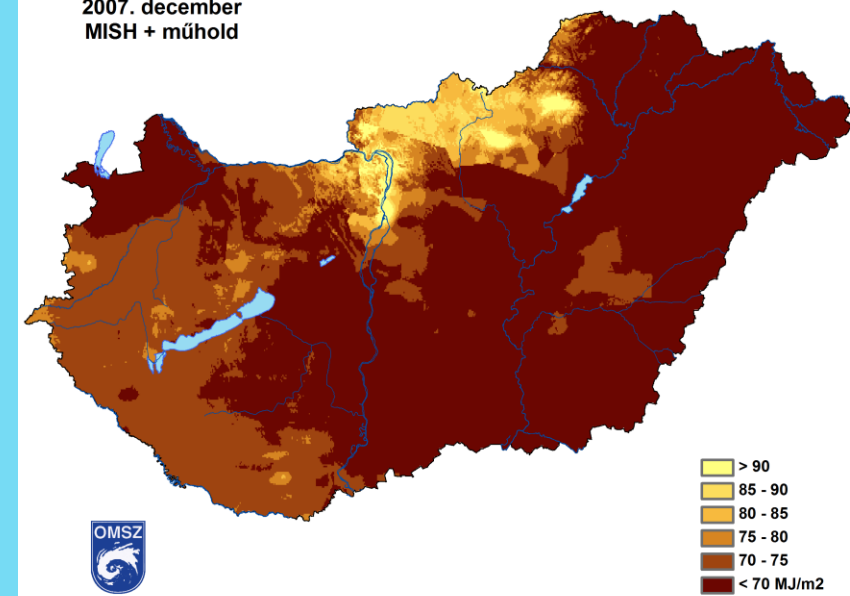 2007. december
MISH + műhold
> 90
85 - 90
80 - 85
75 - 80
70 - 75
< 70 MJ/m2
OMSZ